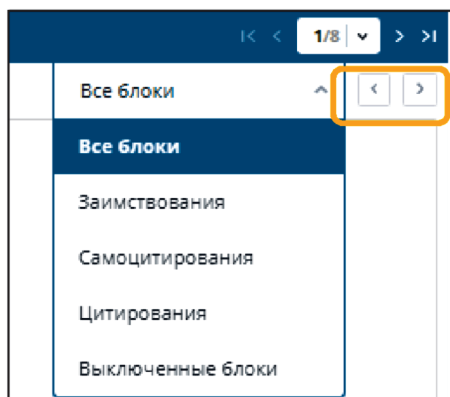 1/8
Все блоки
Все блоки
Заимствования
Самоцитирования
Цитирования
Выключенные блоки